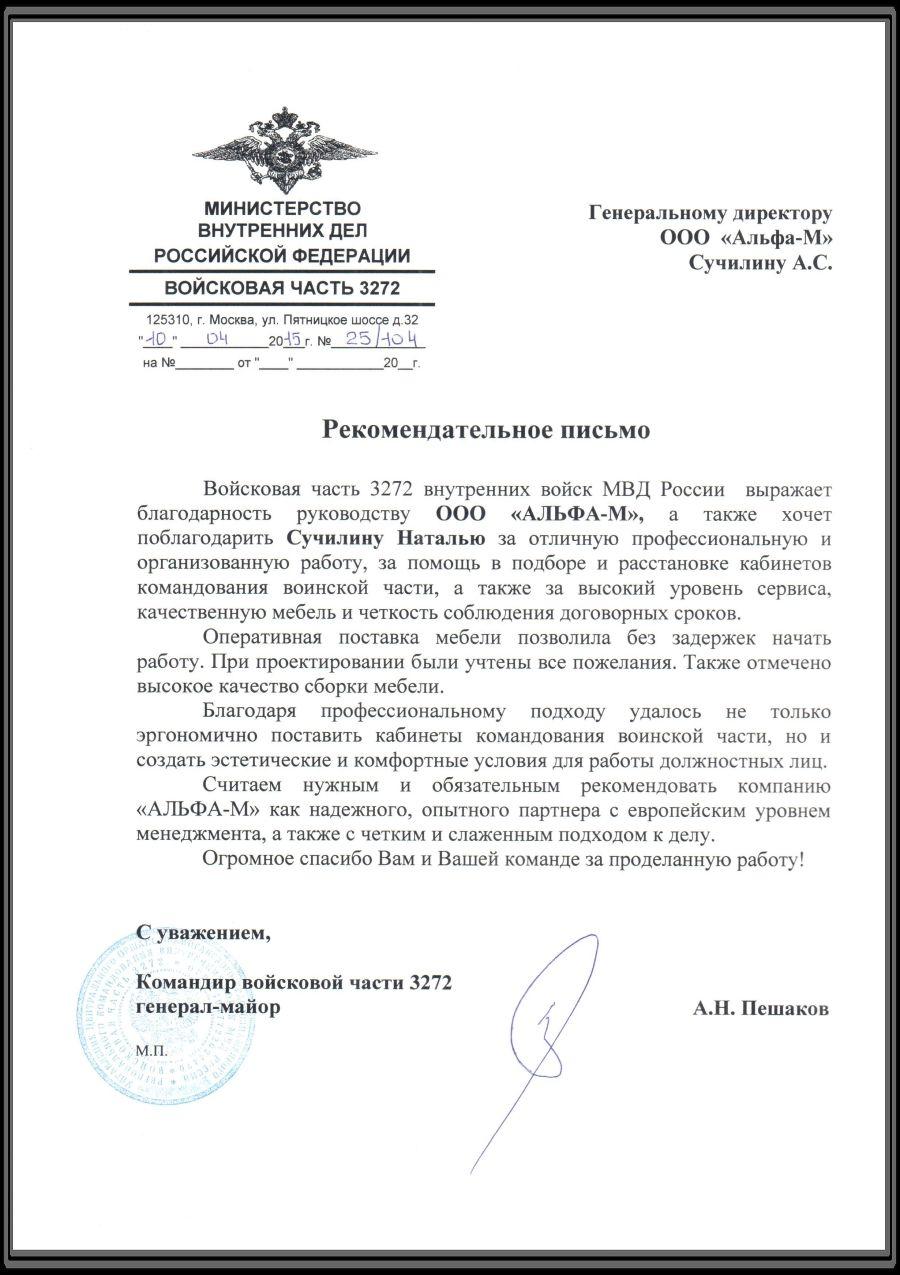 МИНИСТЕРСТВО
ВНУТРЕННИХ ДЕЛ
РОССИЙСКОЙ ФЕДЕРАЦИИ
ВОЙСКОВАЯ ЧАСТЬ 3272
125310, г. Москва, ул. Пятницкое шоссе д.32
"10" 04 2015 г. № 25/104
на №________ от "____" ____________20__г.
Генеральному директору
ООО «Альфа-М»
Сучилину А.С.
Рекомендательное письмо
Войсковая часть 3272 внутренних войск МВД России выражает
благодарность руководству ООО «АЛЬФА-М», а также хочет
поблагодарить Сучилину Наталью за отличную профессиональную и
организованную работу, за помощь в подборе и расстановке кабинетов
командования воинской части, а также за высокий уровень сервиса,
качественную мебель и четкость соблюдения договорных сроков.
Оперативная поставка мебели позволила без задержек начать
работу. При проектировании были учтены все пожелания. Также отмечено
высокое качество сборки мебели.
Благодаря профессиональному подходу удалось не только
эргономично поставить кабинеты командования воинской части, но и
создать эстетические и комфортные условия для работы должностных лиц.
Считаем нужным и обязательным рекомендовать компанию
«АЛЬФА-М» как надежного, опытного партнера с европейским уровнем
менеджмента, а также с четким и слаженным подходом к делу.
Огромное спасибо Вам и Вашей команде за проделанную работу!
С уважением,
Командир войсковой части 3272
генерал-майор
А.Н. Пешаков
М.П.